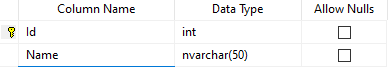 Column Name Data Type Allow Nulls
Id int
Name nvarchar(50)